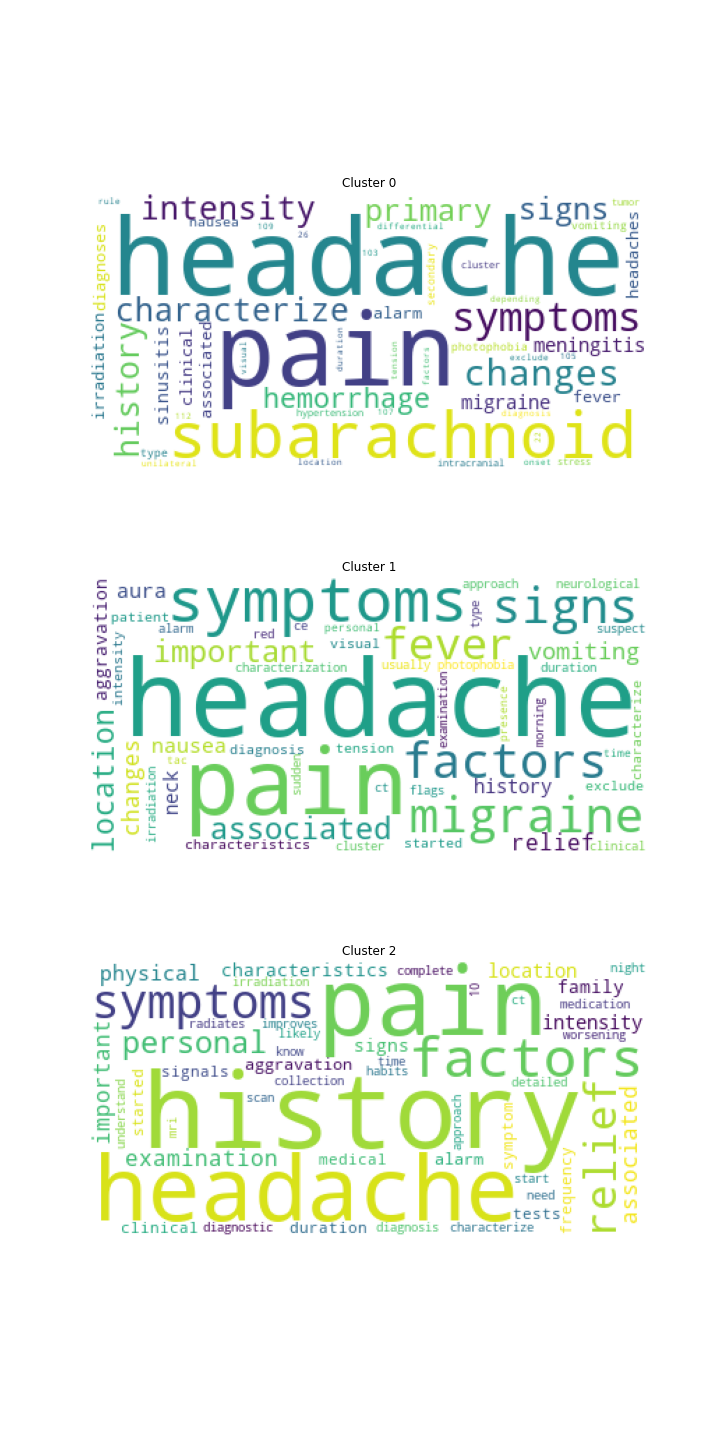 Cluster 0
rule
intensity
primary
signs
tumor
nausea
109
26
differential
vomiting
headache
headaches
diagnoses
103
secondary
cluster
depending
characterize
alarm
symptoms
irradiation
history
sinusitis
clinical
associated
visual
pain
duration
tension
factors
photophobia
meningitis
exclude
105
changes
hemorrhage
migraine
fever
112
hypertension
107
diagnosis
subarachnoid
22
type
unilateral
location
intracranial
onset
stress
Cluster 1
aggravation
aura
symptoms
approach
neurological
signs
type
patient
alarm
red
ce
personal
suspect
intensity
important
visual
fever
vomiting
characterization
usually
photophobia
duration
headache
examination
presence
morning
characterize
location
changes
nausea
diagnosis
tension
factors
time
tac
irradiation
neck
pain
sudden
ct
flags
history
exclude
associated
migraine
characteristics
cluster
started
relief
clinical
Cluster 2
physical
characteristics
complete
location
night
irradiation
pain
10
ct
family
medication
symptoms
radiates
improves
likely
intensity
worsening
important
personal
know
signs
factors
signals
aggravation
time
habits
collection
detailed
understand
started
mri
history
scan
approach
symptom
relief
associated
examination
medical
alarm
headache
start
need
tests
frequency
clinical
diagnostic
duration
diagnosis
characterize